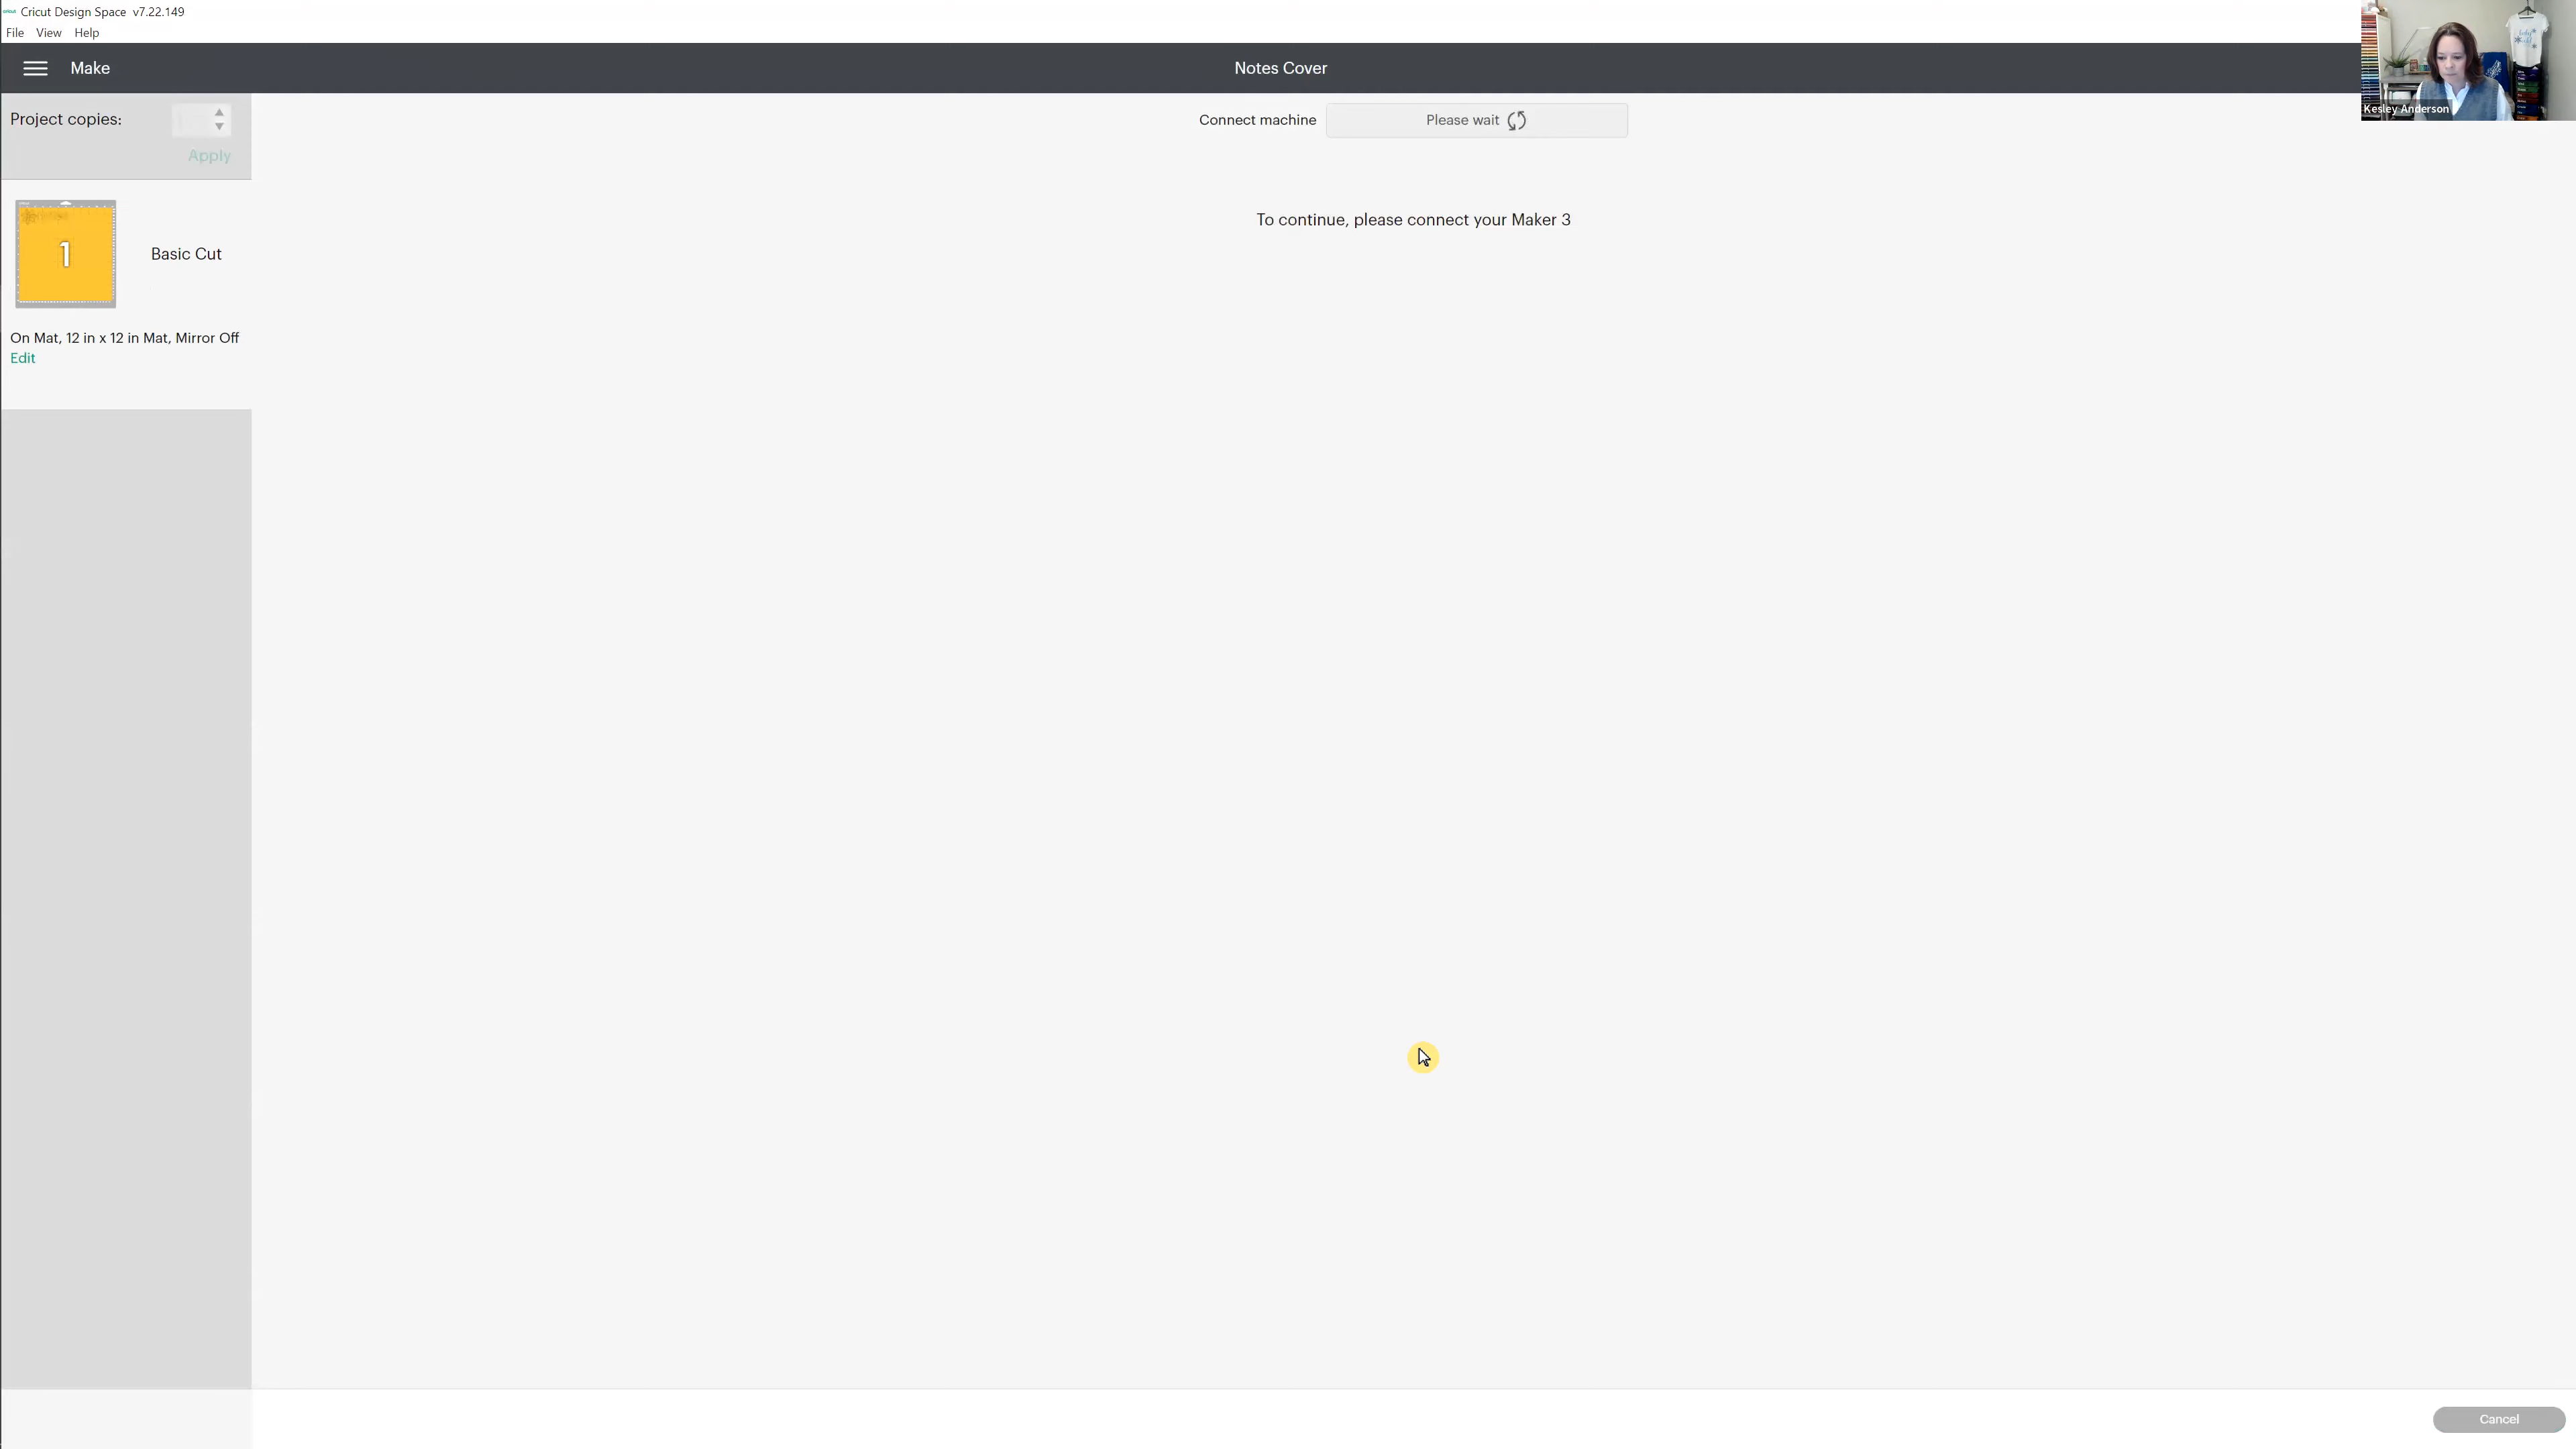 Cricut Design Space v7.22.149
File View Help
Make
Notes Cover
Kesley Anderson
Project copies:
Apply
Connect machine
Please wait
To continue, please connect your Maker 3
1
Basic Cut
On Mat, 12 in x 12 in Mat, Mirror Off
Edit
Cancel